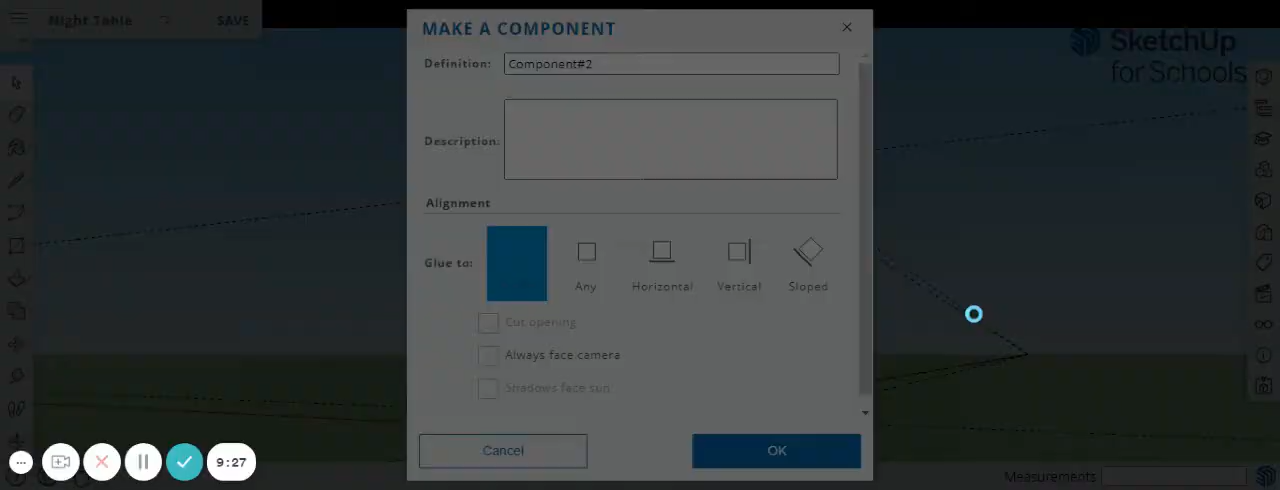 Night Table SAVE
MAKE A COMPONENT
SketchUp
for Schools
Definition: Component#2
Description:
Alignment
Glue to: Any Horizontal Vertical Sloped
Cut opening
Always face camera
Shadows face sun
Cancel OK
9:27
Measurements